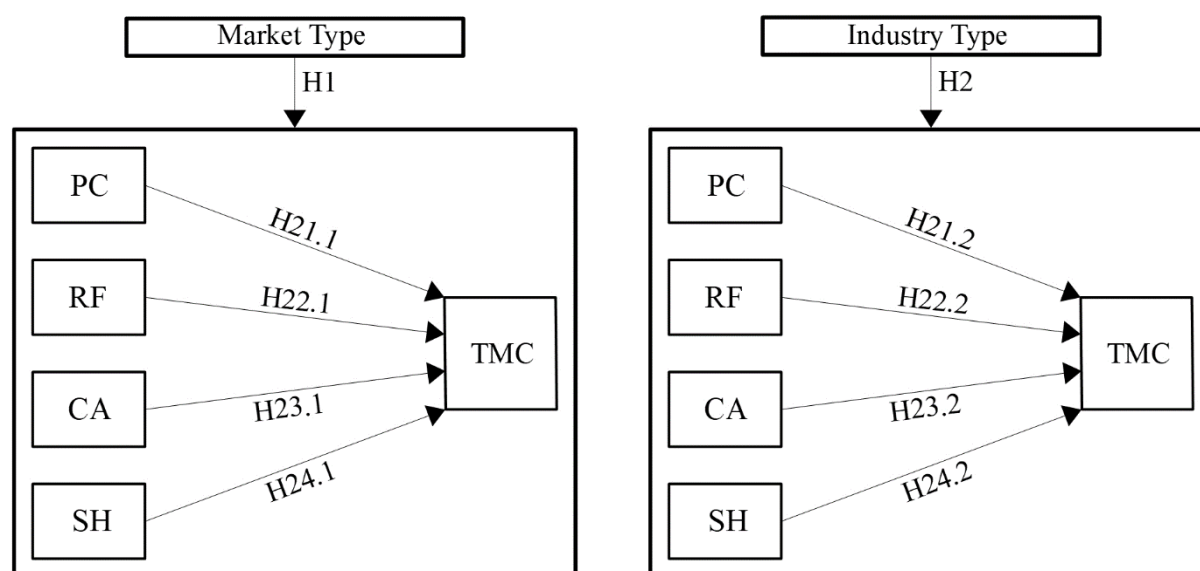 Market Type
H1
PC
RF
CA
SH
H21.1
H22.1
H23.1
H24.1
TMC
Industry Type
H2
PC
RF
CA
SH
H21.2
H22.2
H23.2
H24.2
TMC